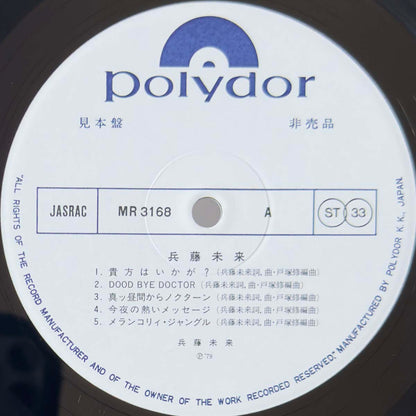 polydor
見本盤 非売品
JASRAC MR 3168 A ST 33
兵藤未来
1. 貴方はいかが？(兵藤未来詞,曲・戸塚修編曲)
2. DOOD BYE DOCTOR (兵藤未来詞,曲・戸塚修編曲)
3. 真ッ昼間からノクターン (兵藤未来詞,曲・戸塚修編曲)
4. 今夜の熱いメッセージ (兵藤未来詞,曲・戸塚修編曲)
5. メランコリィ・ジャングル (兵藤未来詞,曲・戸塚修編曲)
兵藤未来
Ⓟ'79
"ALL RIGHTS OF THE RECORD MANUFACTURER AND OF THE OWNER OF THE WORK RECORDED RESERVED." MANUFACTURED BY POLYDOR K.K., JAPAN.